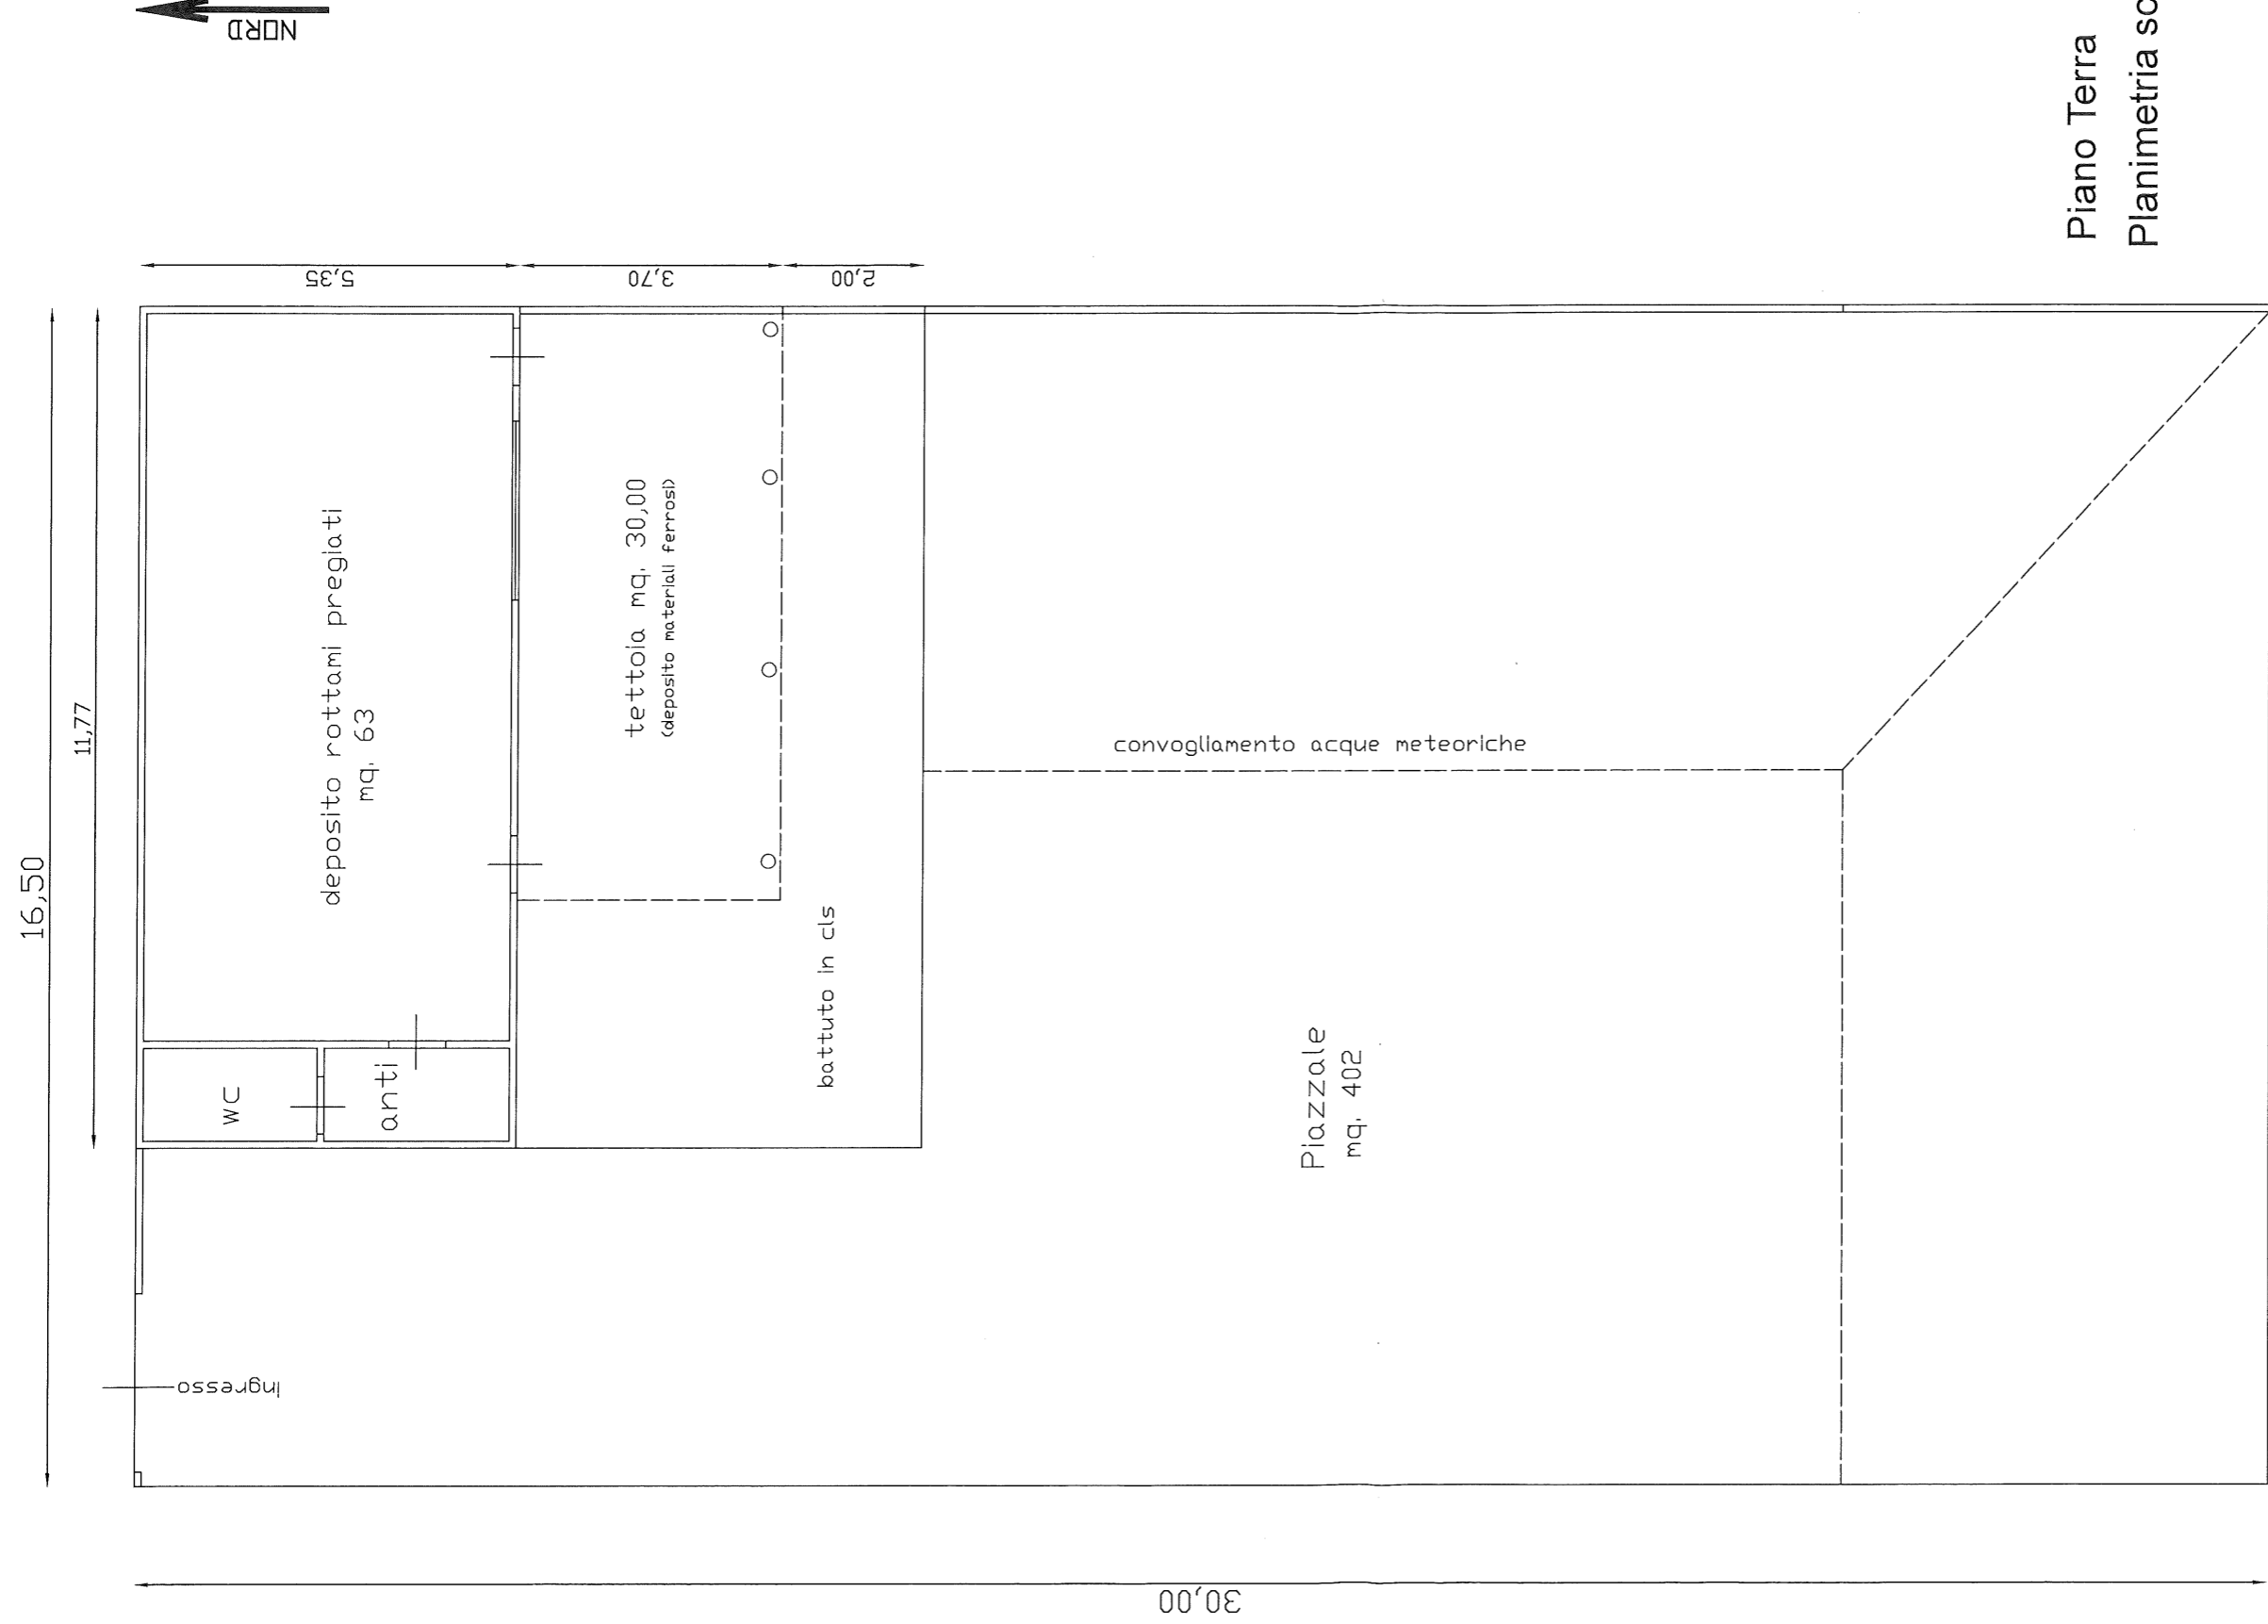 NORD
Piano Terra
Planimetria sc
16,50
11,77
5,35
3,70
2,00
deposito rottami pregiati
mq. 63
tettoia mq. 30,00
(deposito materiali ferrosi)
wc
anti
battuto in cls
convogliamento acque meteoriche
Piazzale
mq. 402
Ingresso
30,00